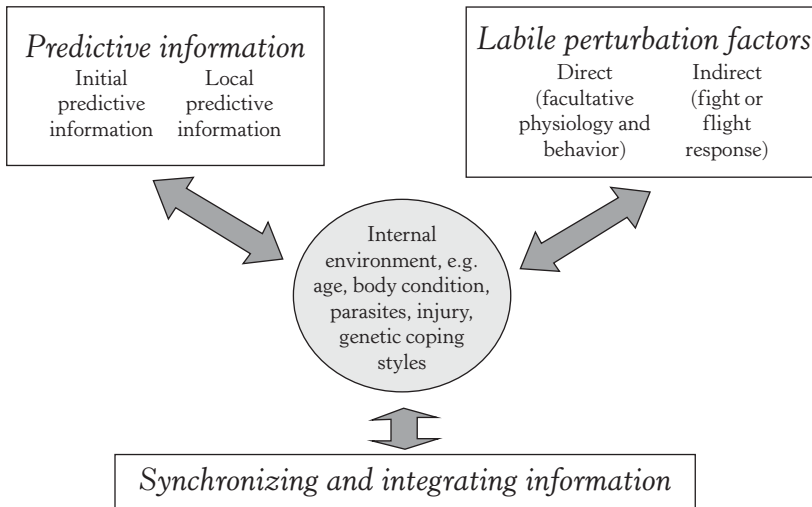 Predictive information
Initial predictive information
Local predictive information
Labile perturbation factors
Direct (facultative physiology and behavior)
Indirect (fight or flight response)
Internal
environment, e.g.
age, body condition,
parasites, injury,
genetic coping
styles
Synchronizing and integrating information